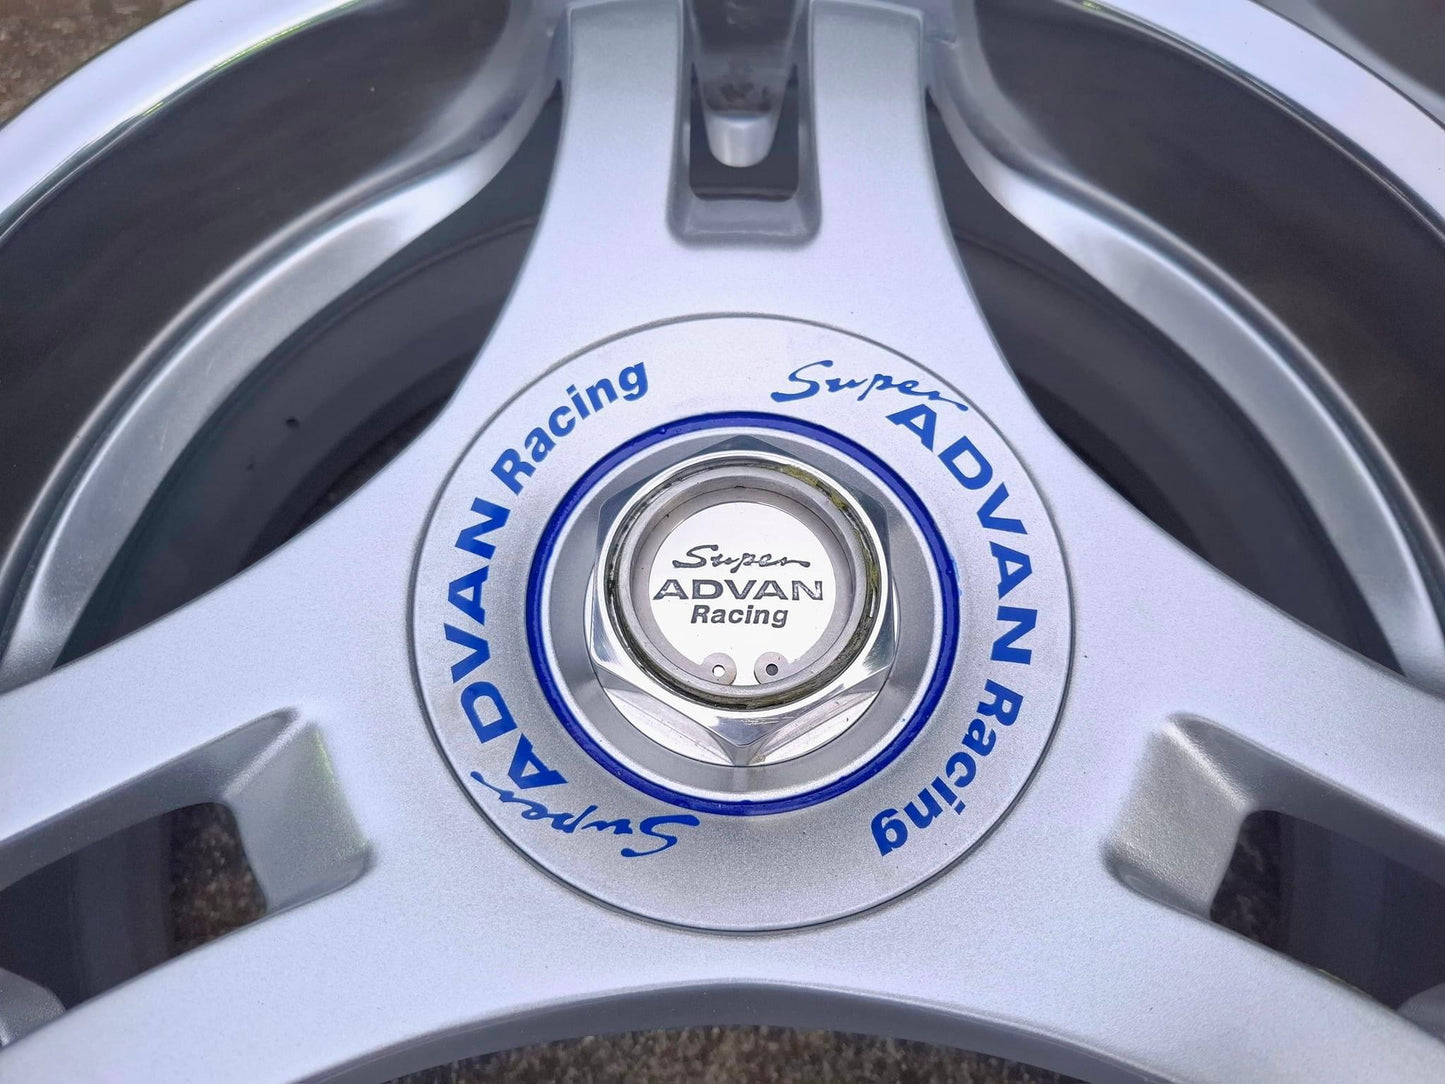 Super ADVAN Racing
Super ADVAN Racing
Super
ADVAN
Racing